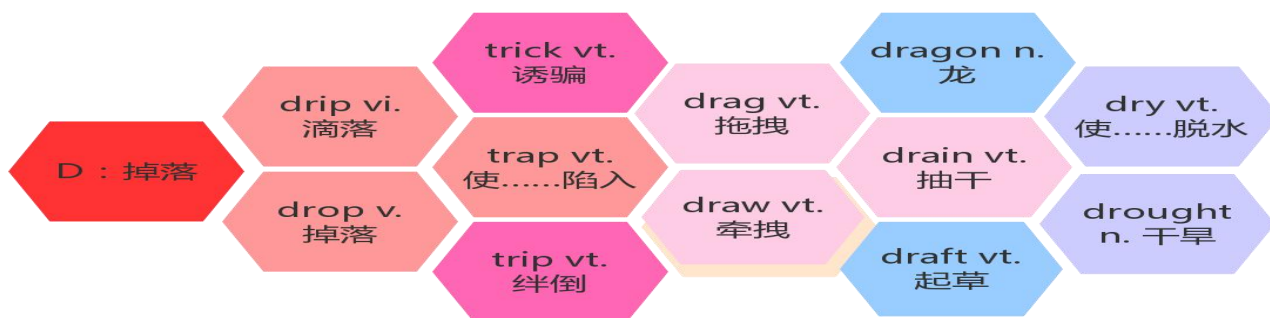 D：掉落
drip vi.
滴落
drop v.
掉落
trick vt.
诱骗
trap vt.
使……陷入
trip vt.
绊倒
drag vt.
拖拽
draw vt.
牵拽
dragon n.
龙
drain vt.
抽干
draft vt.
起草
dry vt.
使……脱水
drought
n. 干旱